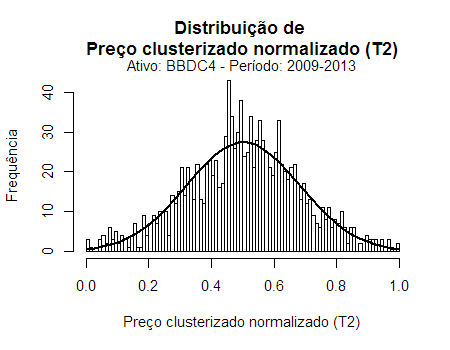 Distribuição de
Preço clusterizado normalizado (T2)
Ativo: BBDC4 - Período: 2009-2013
Frequência
40
30
20
10
0
0.0 0.2 0.4 0.6 0.8 1.0
Preço clusterizado normalizado (T2)